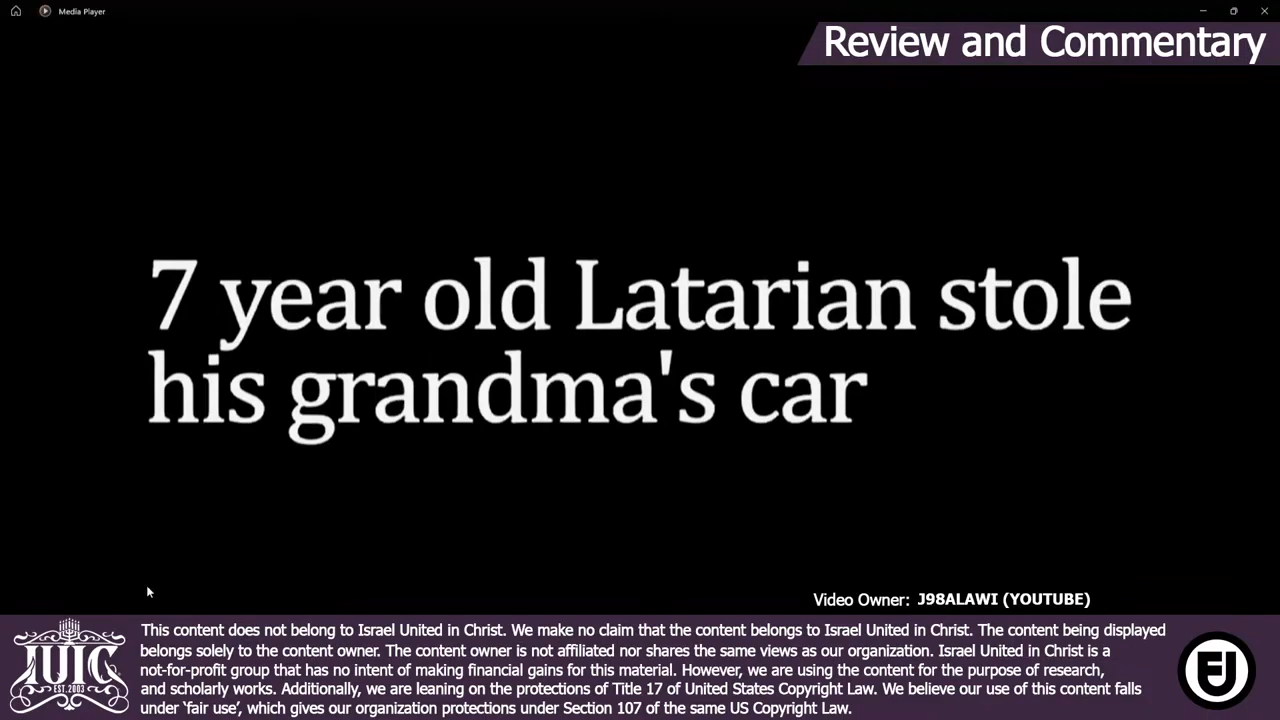 Media Player
Review and Commentary
7 year old Latarian stole
his grandma's car
Video Owner: J98ALAWI (YOUTUBE)
This content does not belong to Israel United in Christ. We make no claim that the content belongs to Israel United in Christ. The content being displayed
belongs solely to the content owner. The content owner is not affiliated nor shares the same views as our organization. Israel United in Christ is a
not-for-profit group that has no intent of making financial gains for this material. However, we are using the content for the purpose of research,
and scholarly works. Additionally, we are leaning on the protections of Title 17 of United States Copyright Law. We believe our use of this content falls
under 'fair use', which gives our organization protections under Section 107 of the same US Copyright Law.
IUIC
EST. 2003